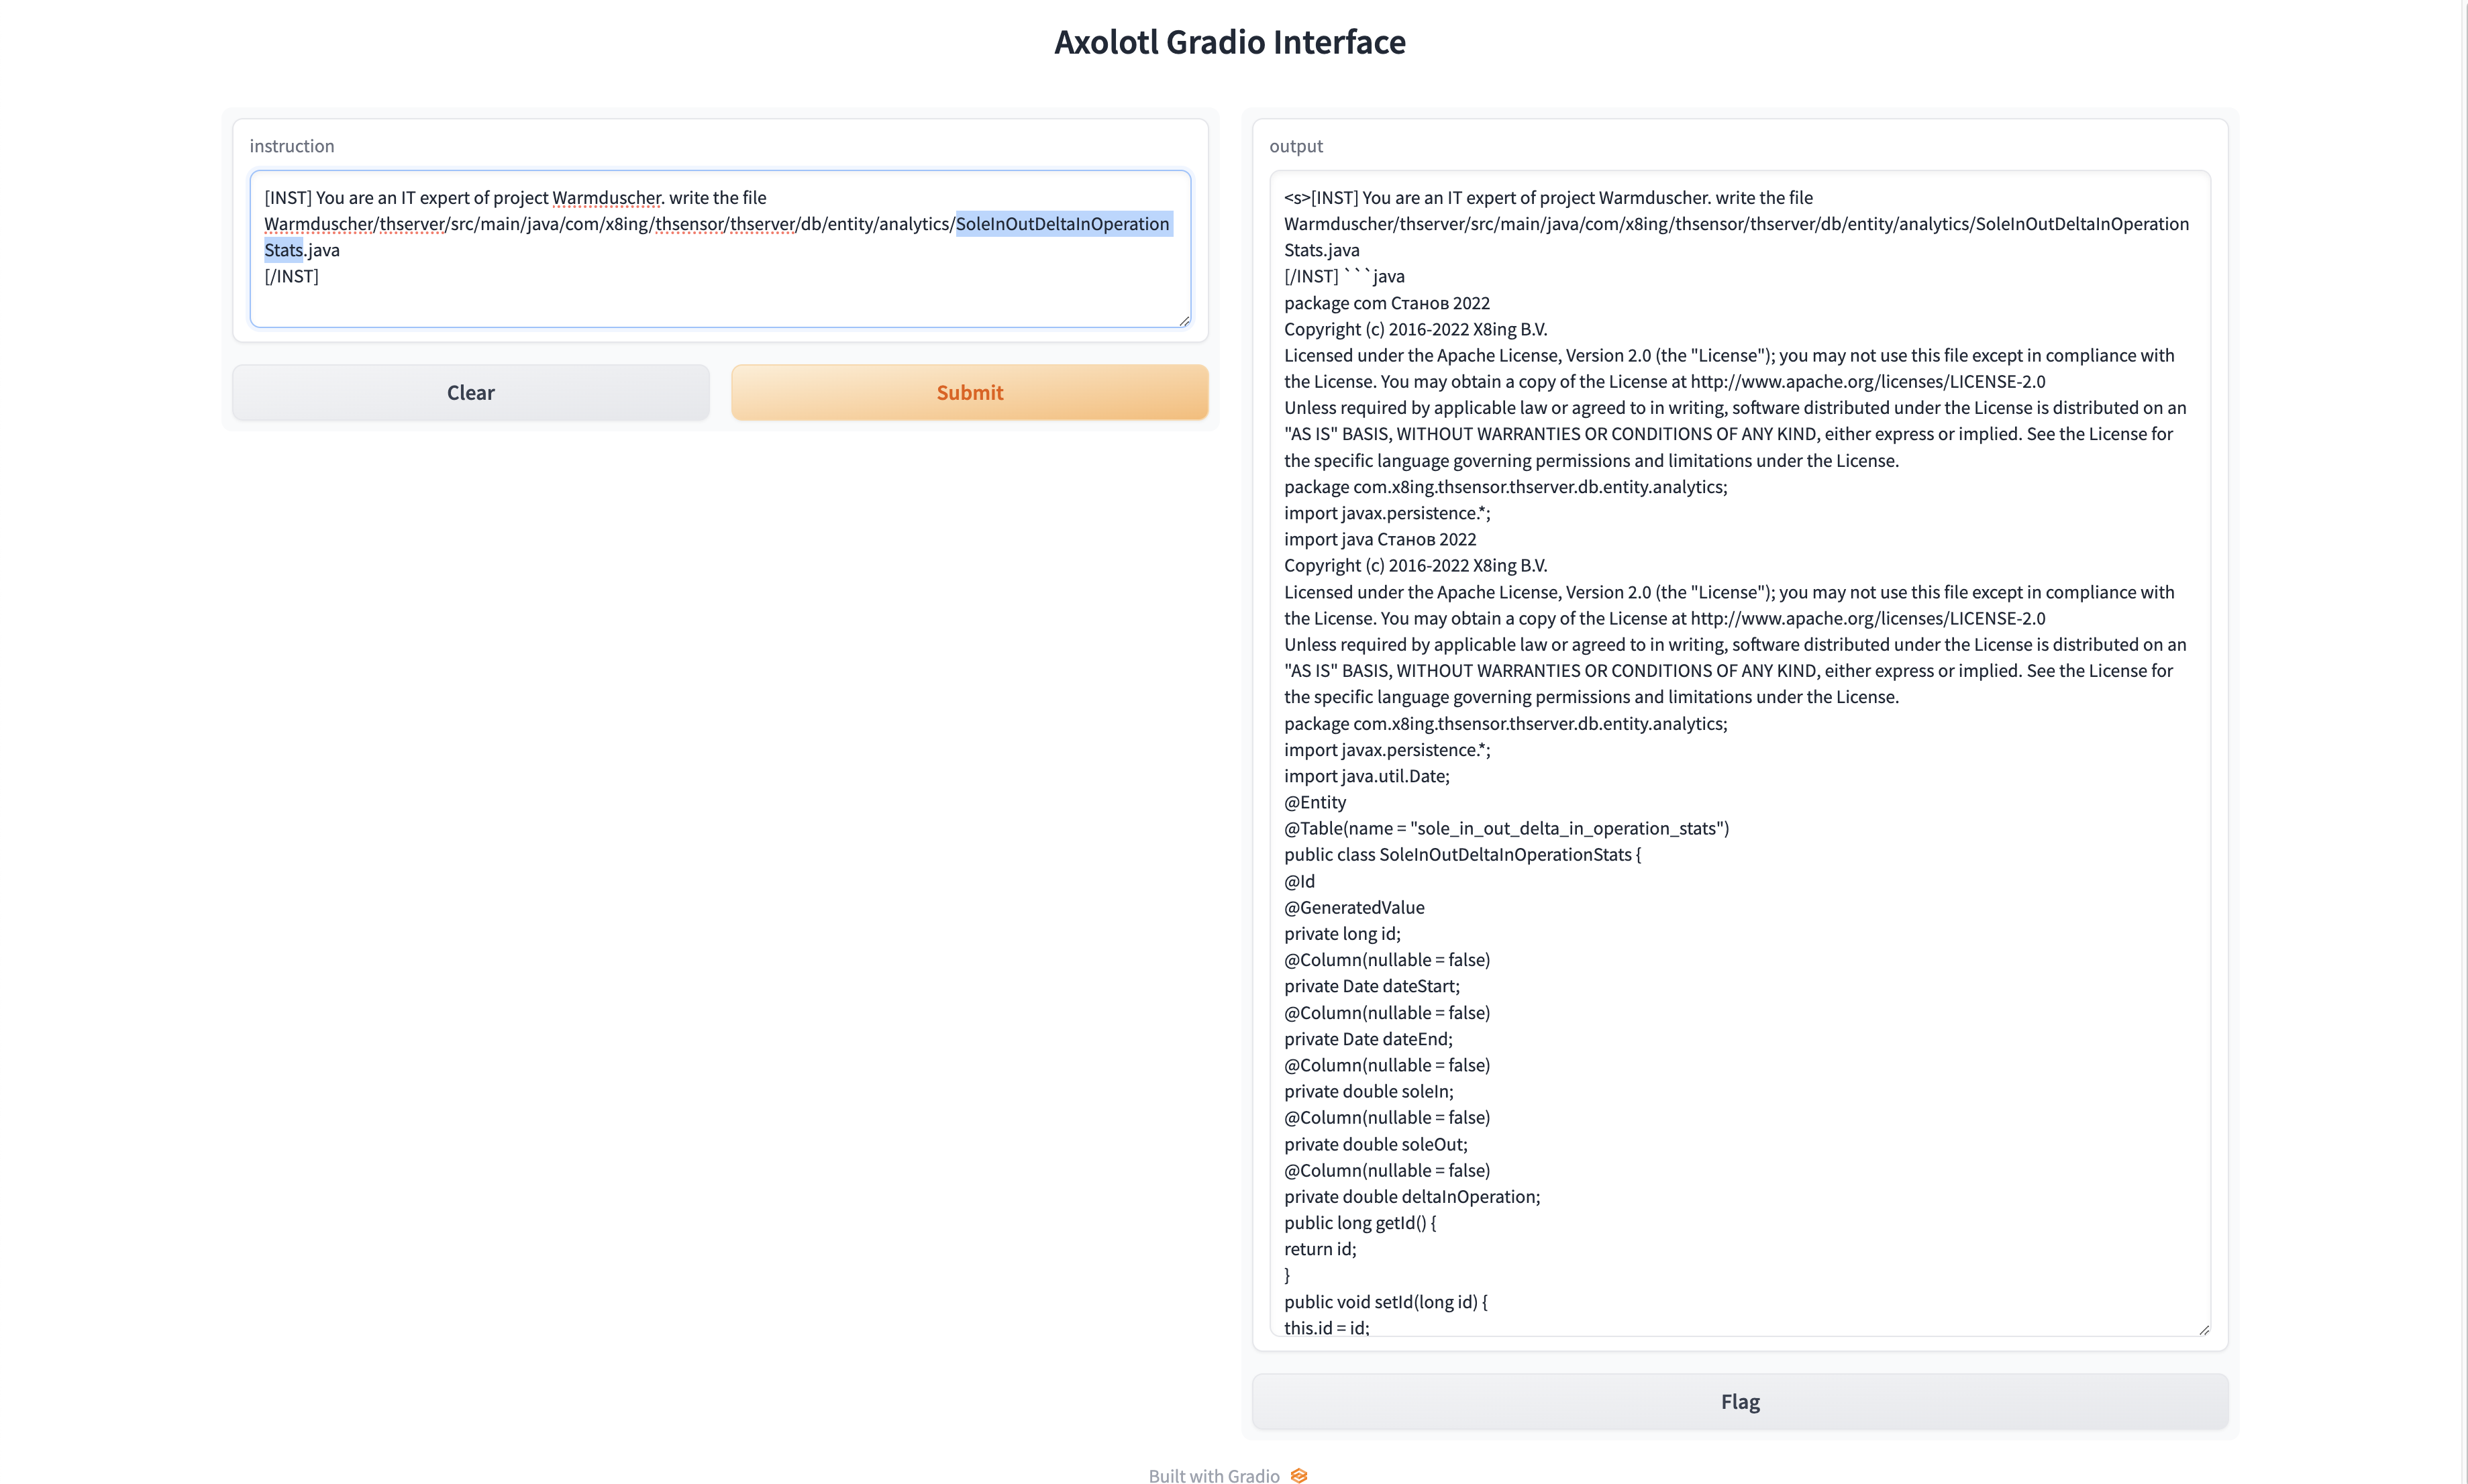 Axolotl Gradio Interface
instruction
[INST] You are an IT expert of project Warmduscher. write the file
Warmduscher/thserver/src/main/java/com/x8ing/thsensor/thserver/db/entity/analytics/SoleInOutDeltaInOperation
Stats.java
[/INST]
Clear
Submit
output
<s>[INST] You are an IT expert of project Warmduscher. write the file
Warmduscher/thserver/src/main/java/com/x8ing/thsensor/thserver/db/entity/analytics/SoleInOutDeltaInOperation
Stats.java
[/INST] ```java
package com Станов 2022
Copyright (c) 2016-2022 X8ing B.V.
Licensed under the Apache License, Version 2.0 (the "License"); you may not use this file except in compliance with
the License. You may obtain a copy of the License at http://www.apache.org/licenses/LICENSE-2.0
Unless required by applicable law or agreed to in writing, software distributed under the License is distributed on an
"AS IS" BASIS, WITHOUT WARRANTIES OR CONDITIONS OF ANY KIND, either express or implied. See the License for
the specific language governing permissions and limitations under the License.
package com.x8ing.thsensor.thserver.db.entity.analytics;
import javax.persistence.*;
import java Станов 2022
Copyright (c) 2016-2022 X8ing B.V.
Licensed under the Apache License, Version 2.0 (the "License"); you may not use this file except in compliance with
the License. You may obtain a copy of the License at http://www.apache.org/licenses/LICENSE-2.0
Unless required by applicable law or agreed to in writing, software distributed under the License is distributed on an
"AS IS" BASIS, WITHOUT WARRANTIES OR CONDITIONS OF ANY KIND, either express or implied. See the License for
the specific language governing permissions and limitations under the License.
package com.x8ing.thsensor.thserver.db.entity.analytics;
import javax.persistence.*;
import java.util.Date;
@Entity
@Table(name = "sole_in_out_delta_in_operation_stats")
public class SoleInOutDeltaInOperationStats {
@Id
@GeneratedValue
private long id;
@Column(nullable = false)
private Date dateStart;
@Column(nullable = false)
private Date dateEnd;
@Column(nullable = false)
private double soleIn;
@Column(nullable = false)
private double soleOut;
@Column(nullable = false)
private double deltaInOperation;
public long getId() {
return id;
}
public void setId(long id) {
this.id = id;
Flag
Built with Gradio